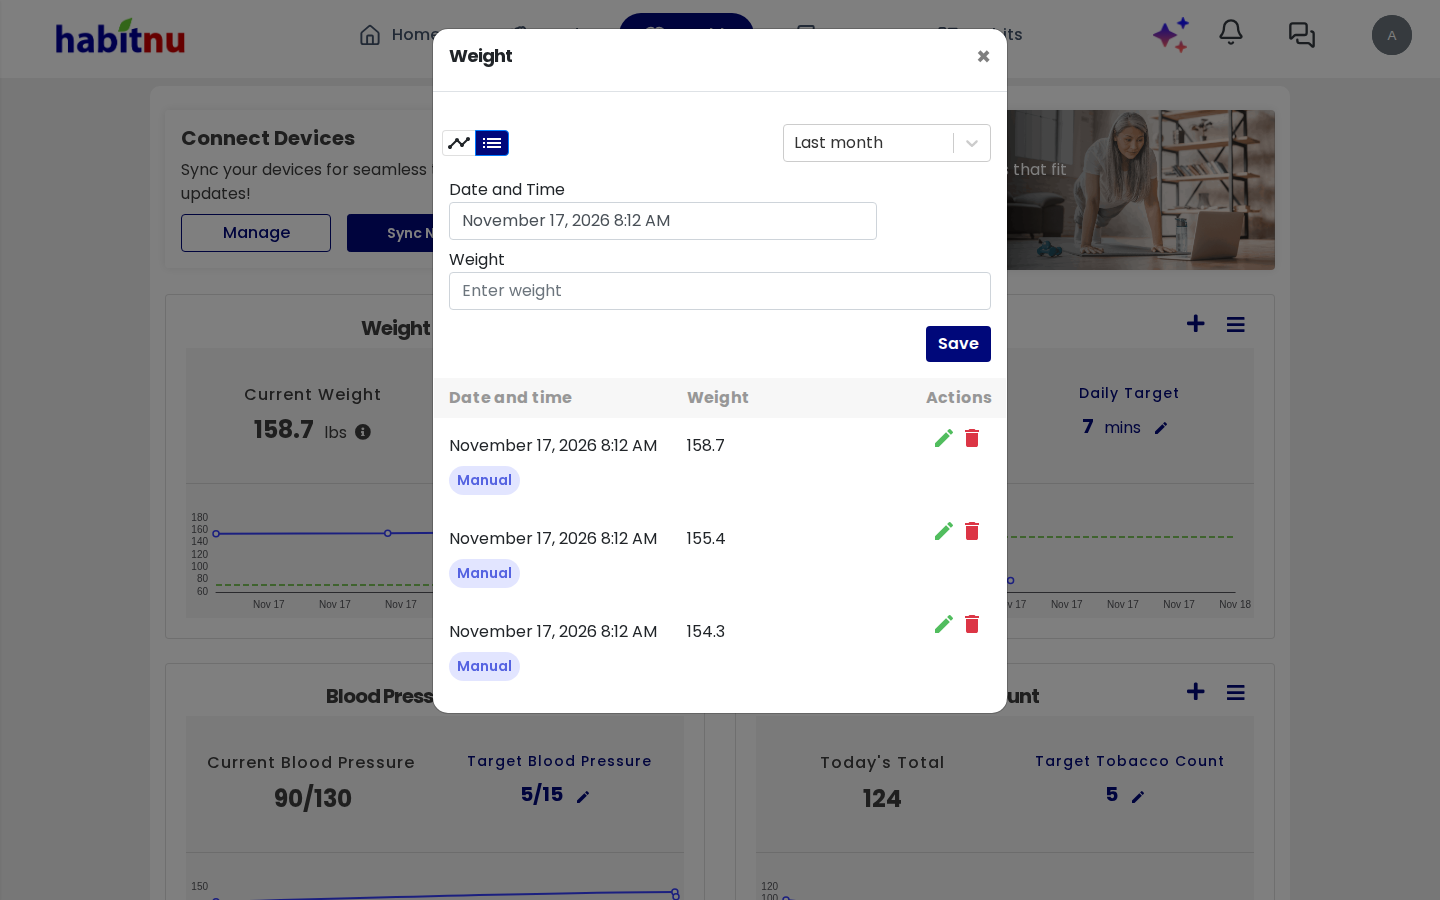 habitnu
Home
its
A
Weight
×
Connect Devices
Sync your devices for seamless
updates!
Manage
Sync N
that fit
Last month
Date and Time
November 17, 2026 8:12 AM
Weight
Enter weight
Save
Date and time Weight Actions
November 17, 2026 8:12 AM 158.7
Manual
November 17, 2026 8:12 AM 155.4
Manual
November 17, 2026 8:12 AM 154.3
Manual
Weight
Current Weight
158.7 lbs
180
160
140
120
100
80
60
Nov 17 Nov 17 Nov 17
Daily Target
7 mins
v 17 Nov 17 Nov 17 Nov 17 Nov 18
Blood Press
Current Blood Pressure
90/130
Target Blood Pressure
5/15
150
unt
Today's Total
124
Target Tobacco Count
5
120
100